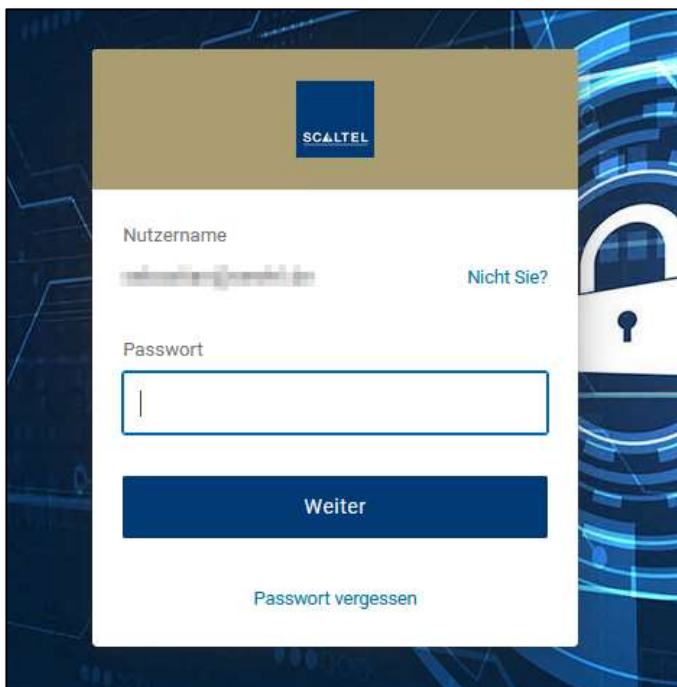 SCALTEL
Nutzername
Nicht Sie?
Passwort
Weiter
Passwort vergessen